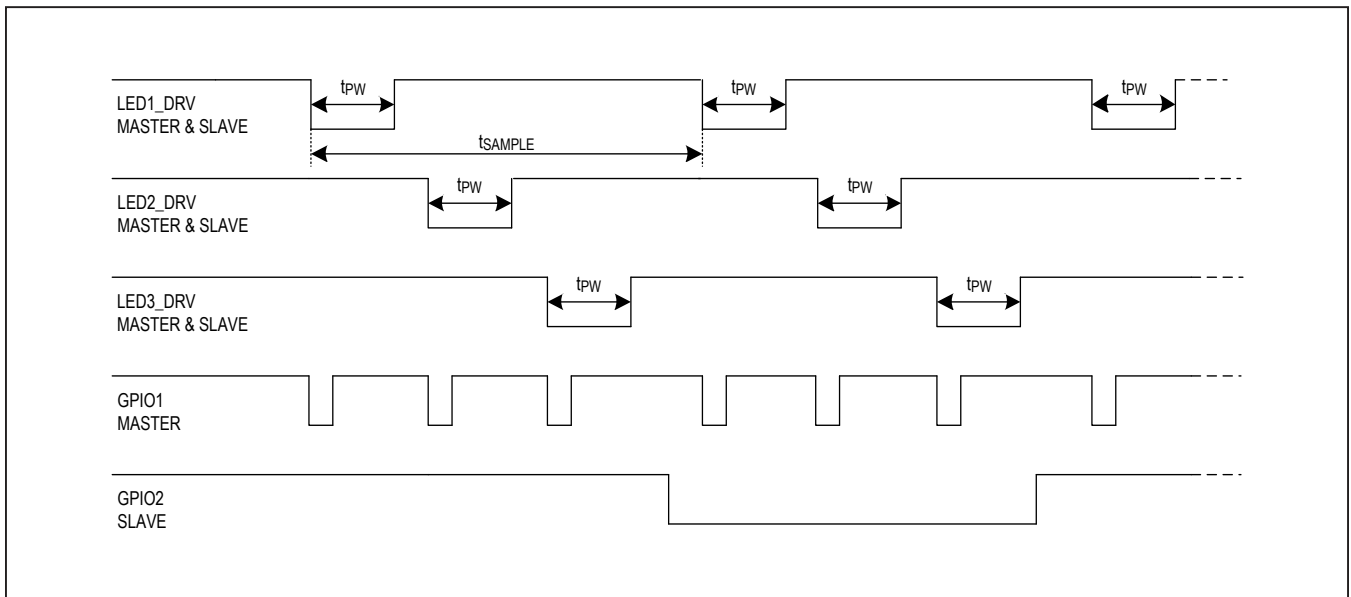 tPW
tPW
tPW
LED1_DRV
MASTER & SLAVE
tSAMPLE
tPW
tPW
LED2_DRV
MASTER & SLAVE
tPW
tPW
LED3_DRV
MASTER & SLAVE
GPIO1
MASTER
GPIO2
SLAVE